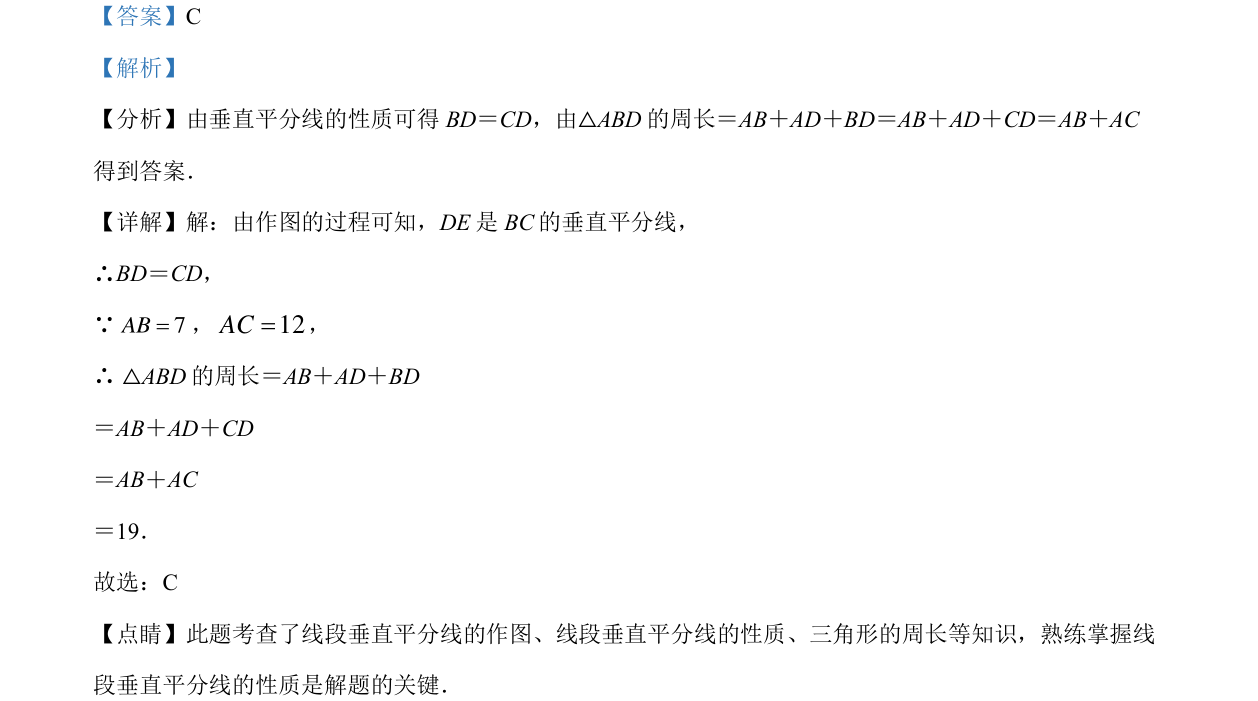 【答案】C
【解析】
【分析】由垂直平分线的性质可得 BD＝CD，由△ABD 的周长＝AB＋AD＋BD＝AB＋AD＋CD＝AB＋AC
得到答案．
【详解】解：由作图的过程可知，DE 是 BC 的垂直平分线，
∴BD＝CD，
∵ AB = 7 ， AC =12，
∴ △ABD 的周长＝AB＋AD＋BD
＝AB＋AD＋CD
＝AB＋AC
＝19．
故选：C
【点睛】此题考查了线段垂直平分线的作图、线段垂直平分线的性质、三角形的周长等知识，熟练掌握线
段垂直平分线的性质是解题的关键．